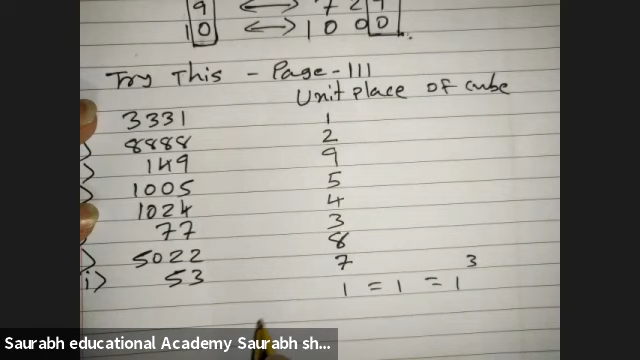 9 ⟷ 7 2 9
10 ⟷ 1 0 0 0
Try This - Page-111
Unit place of cube
3331 1
8888 2
149 9
1005 5
1024 4
77 3
5022 8
i) 53 7
1 = 1 = 1³
Saurabh educational Academy Saurabh sh...